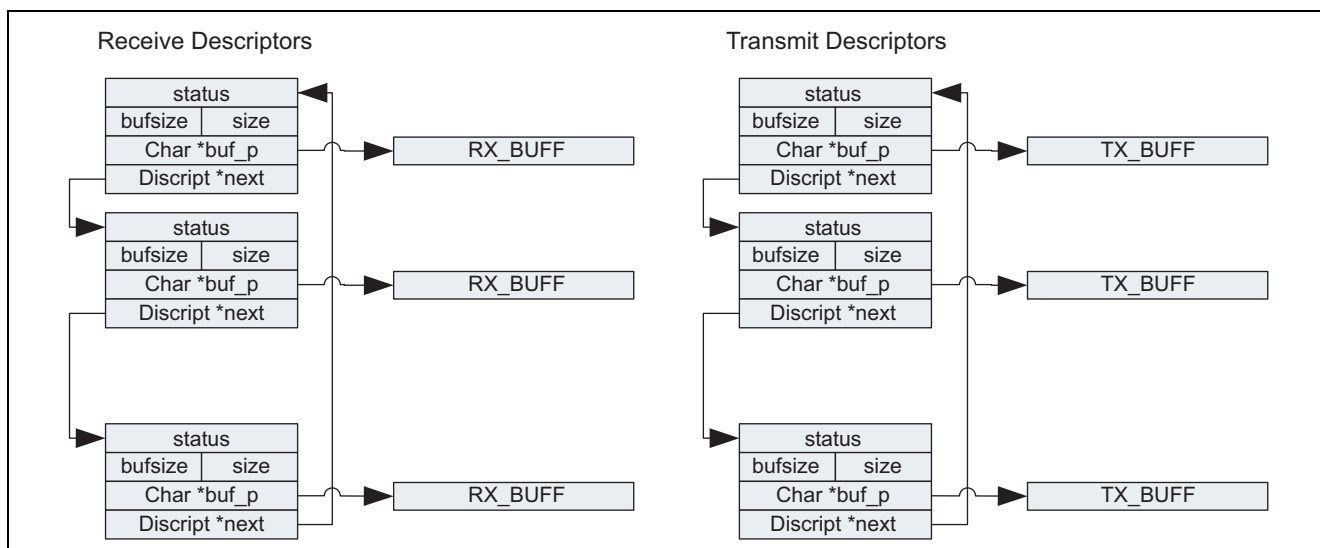 Receive Descriptors
status
bufsize size
Char *buf_p
Discript *next
RX_BUFF
status
bufsize size
Char *buf_p
Discript *next
RX_BUFF
status
bufsize size
Char *buf_p
Discript *next
RX_BUFF
Transmit Descriptors
status
bufsize size
Char *buf_p
Discript *next
TX_BUFF
status
bufsize size
Char *buf_p
Discript *next
TX_BUFF
status
bufsize size
Char *buf_p
Discript *next
TX_BUFF